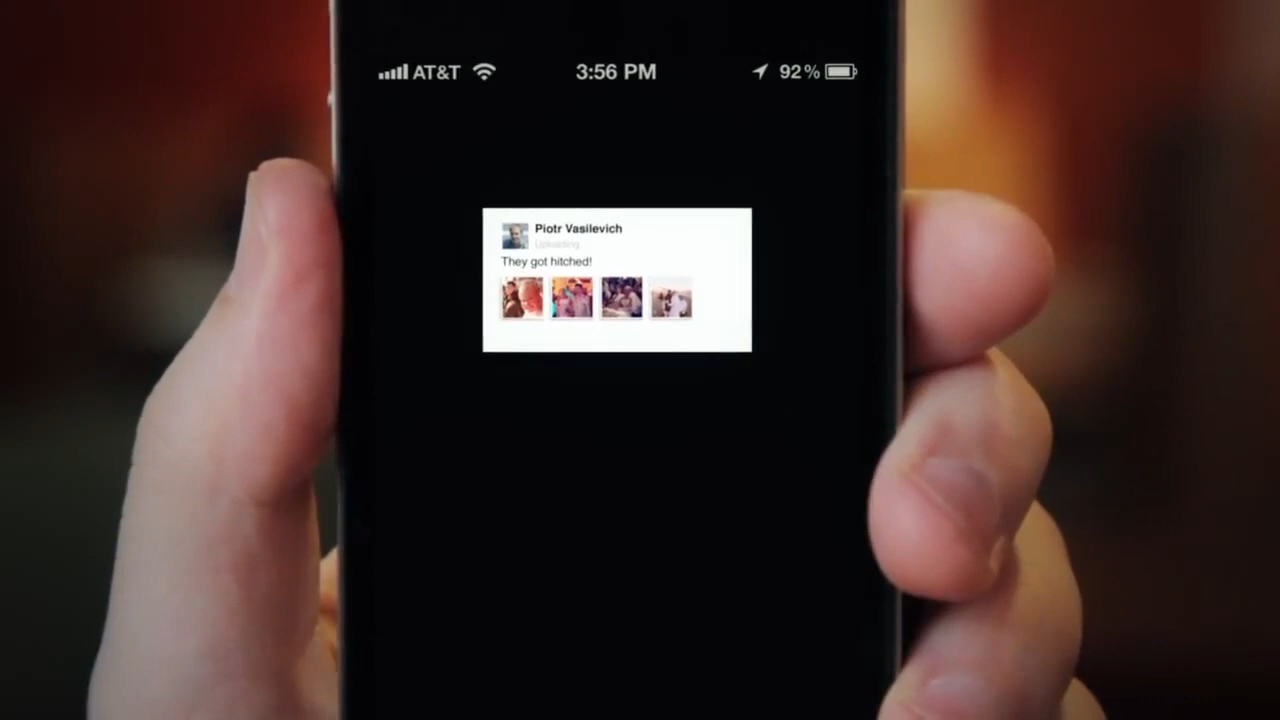 AT&T 3:56 PM 92%
Piotr Vasilevich
Uploading
They got hitched!